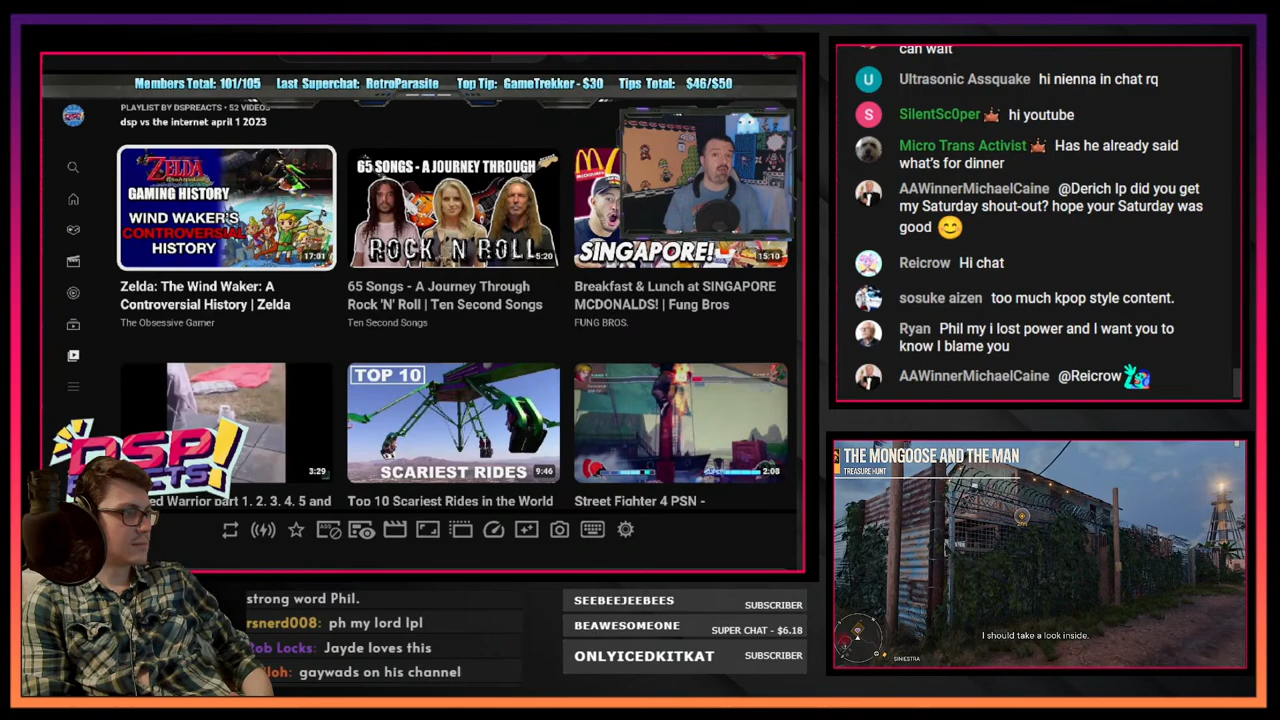 Members Total: 101/105 Last Superchat: RetroParasite Top Tip: GameTrekker - $30 Tips Total: $46/$50
PLAYLIST BY DSPREACTS • 52 VIDEOS
dsp vs the internet april 1 2023
ZELDA
GAMING HISTORY
WIND WAKER'S
CONTROVERSIAL
HISTORY
17:01
65 SONGS - A JOURNEY THROUGH
ROCK 'N' ROLL
5:20
SINGAPORE!
15:10
Zelda: The Wind Waker: A
Controversial History | Zelda
The Obsessive Gamer
65 Songs - A Journey Through
Rock 'N' Roll | Ten Second Songs
Ten Second Songs
Breakfast & Lunch at SINGAPORE
MCDONALDS! | Fung Bros
FUNG BROS.
3:29
TOP 10
SCARIEST RIDES
9:46
2:08
Warrior part 1. 2. 3. 4. 5 and
Top 10 Scariest Rides in the World
Street Fighter 4 PSN -
DSP!
REACTS
strong word Phil.
rsnerd008: ph my lord lpl
ob Locks: Jayde loves this
loh: gaywads on his channel
SEEBEEJEEBEES SUBSCRIBER
BEAWESOMEONE SUPER CHAT - $6.18
ONLYICEDKITKAT SUBSCRIBER
can wait
U
Ultrasonic Assquake hi nienna in chat rq
S
SilentSc0per hi youtube
Micro Trans Activist Has he already said
what's for dinner
AAWinnerMichaelCaine @Derich lp did you get
my Saturday shout-out? hope your Saturday was
good
Reicrow Hi chat
sosuke aizen too much kpop style content.
Ryan Phil my i lost power and I want you to
know I blame you
AAWinnerMichaelCaine @Reicrow
THE MONGOOSE AND THE MAN
TREASURE HUNT
I should take a look inside.
SINIESTRA